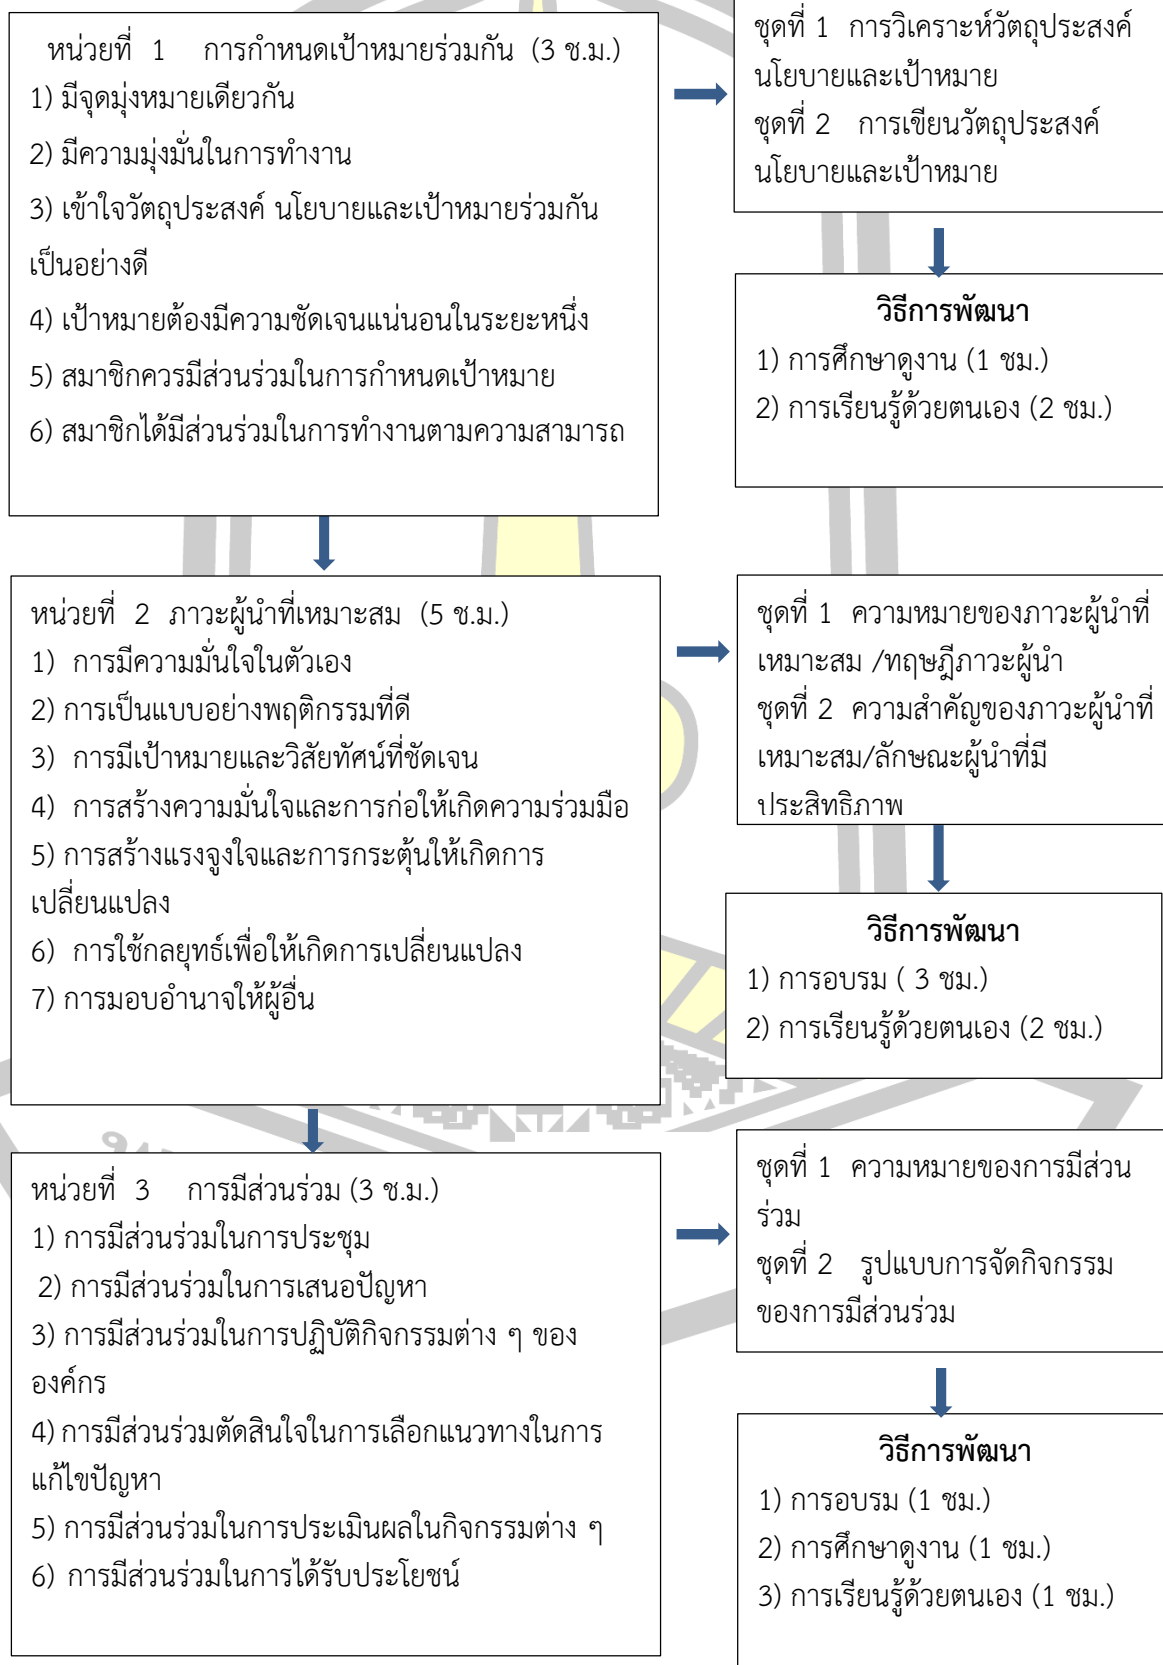 หน่วยที่ 1 การกำหนดเป้าหมายร่วมกัน (3 ช.ม.)
1) มีจุดมุ่งหมายเดียวกัน
2) มีความมุ่งมั่นในการทำงาน
3) เข้าใจวัตถุประสงค์ นโยบายและเป้าหมายร่วมกัน
เป็นอย่างดี
4) เป้าหมายต้องมีความชัดเจนแน่นอนในระยะหนึ่ง
5) สมาชิกควรมีส่วนร่วมในการกำหนดเป้าหมาย
6) สมาชิกได้มีส่วนร่วมในการทำงานตามความสามารถ
ชุดที่ 1 การวิเคราะห์วัตถุประสงค์
นโยบายและเป้าหมาย
ชุดที่ 2 การเขียนวัตถุประสงค์
นโยบายและเป้าหมาย
วิธีการพัฒนา
1) การศึกษาดูงาน (1 ชม.)
2) การเรียนรู้ด้วยตนเอง (2 ชม.)
หน่วยที่ 2 ภาวะผู้นำที่เหมาะสม (5 ช.ม.)
1) การมีความมั่นใจในตัวเอง
2) การเป็นแบบอย่างพฤติกรรมที่ดี
3) การมีเป้าหมายและวิสัยทัศน์ที่ชัดเจน
4) การสร้างความมั่นใจและการก่อให้เกิดความร่วมมือ
5) การสร้างแรงจูงใจและการกระตุ้นให้เกิดการ
เปลี่ยนแปลง
6) การใช้กลยุทธ์เพื่อให้เกิดการเปลี่ยนแปลง
7) การมอบอำนาจให้ผู้อื่น
ชุดที่ 1 ความหมายของภาวะผู้นำที่
เหมาะสม /ทฤษฎีภาวะผู้นำ
ชุดที่ 2 ความสำคัญของภาวะผู้นำที่
เหมาะสม/ลักษณะผู้นำที่มี
ประสิทธิภาพ
วิธีการพัฒนา
1) การอบรม ( 3 ชม.)
2) การเรียนรู้ด้วยตนเอง (2 ชม.)
หน่วยที่ 3 การมีส่วนร่วม (3 ช.ม.)
1) การมีส่วนร่วมในการประชุม
2) การมีส่วนร่วมในการเสนอปัญหา
3) การมีส่วนร่วมในการปฏิบัติกิจกรรมต่าง ๆ ของ
องค์กร
4) การมีส่วนร่วมตัดสินใจในการเลือกแนวทางในการ
แก้ไขปัญหา
5) การมีส่วนร่วมในการประเมินผลในกิจกรรมต่าง ๆ
6) การมีส่วนร่วมในการได้รับประโยชน์
ชุดที่ 1 ความหมายของการมีส่วน
ร่วม
ชุดที่ 2 รูปแบบการจัดกิจกรรม
ของการมีส่วนร่วม
วิธีการพัฒนา
1) การอบรม (1 ชม.)
2) การศึกษาดูงาน (1 ชม.)
3) การเรียนรู้ด้วยตนเอง (1 ชม.)